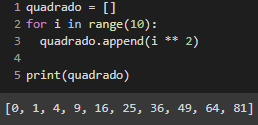 1 quadrado = []
2 for i in range(10):
3   quadrado.append(i ** 2)
4
5 print(quadrado)
[0, 1, 4, 9, 16, 25, 36, 49, 64, 81]